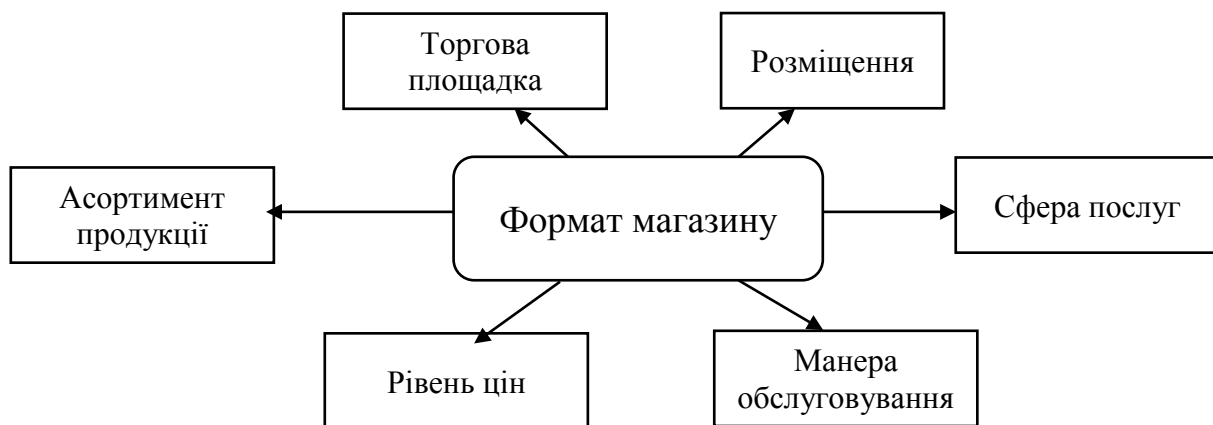 Торгова
площадка
Розміщення
Асортимент
продукції
Формат магазину
Сфера послуг
Рівень цін
Манера
обслуговування